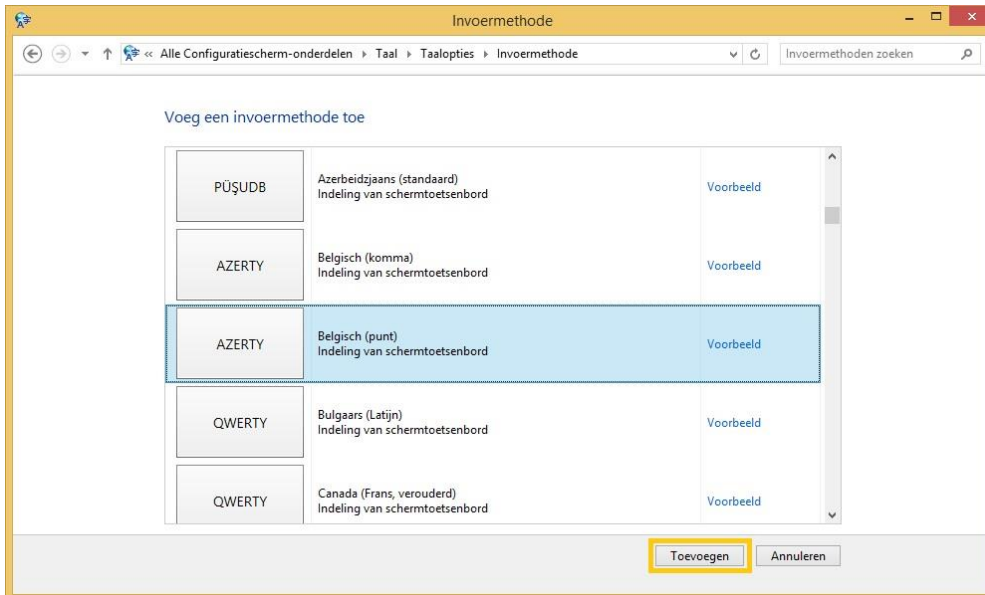 Invoermethode
« Alle Configuratiescherm-onderdelen ▸ Taal ▸ Taalopties ▸ Invoermethode
Invoermethoden zoeken
Voeg een invoermethode toe
PÜŞUDB
Azerbeidzjaans (standaard)
Indeling van schermtoetsenbord
Voorbeeld
AZERTY
Belgisch (komma)
Indeling van schermtoetsenbord
Voorbeeld
AZERTY
Belgisch (punt)
Indeling van schermtoetsenbord
Voorbeeld
QWERTY
Bulgaars (Latijn)
Indeling van schermtoetsenbord
Voorbeeld
QWERTY
Canada (Frans, verouderd)
Indeling van schermtoetsenbord
Voorbeeld
Toevoegen
Annuleren